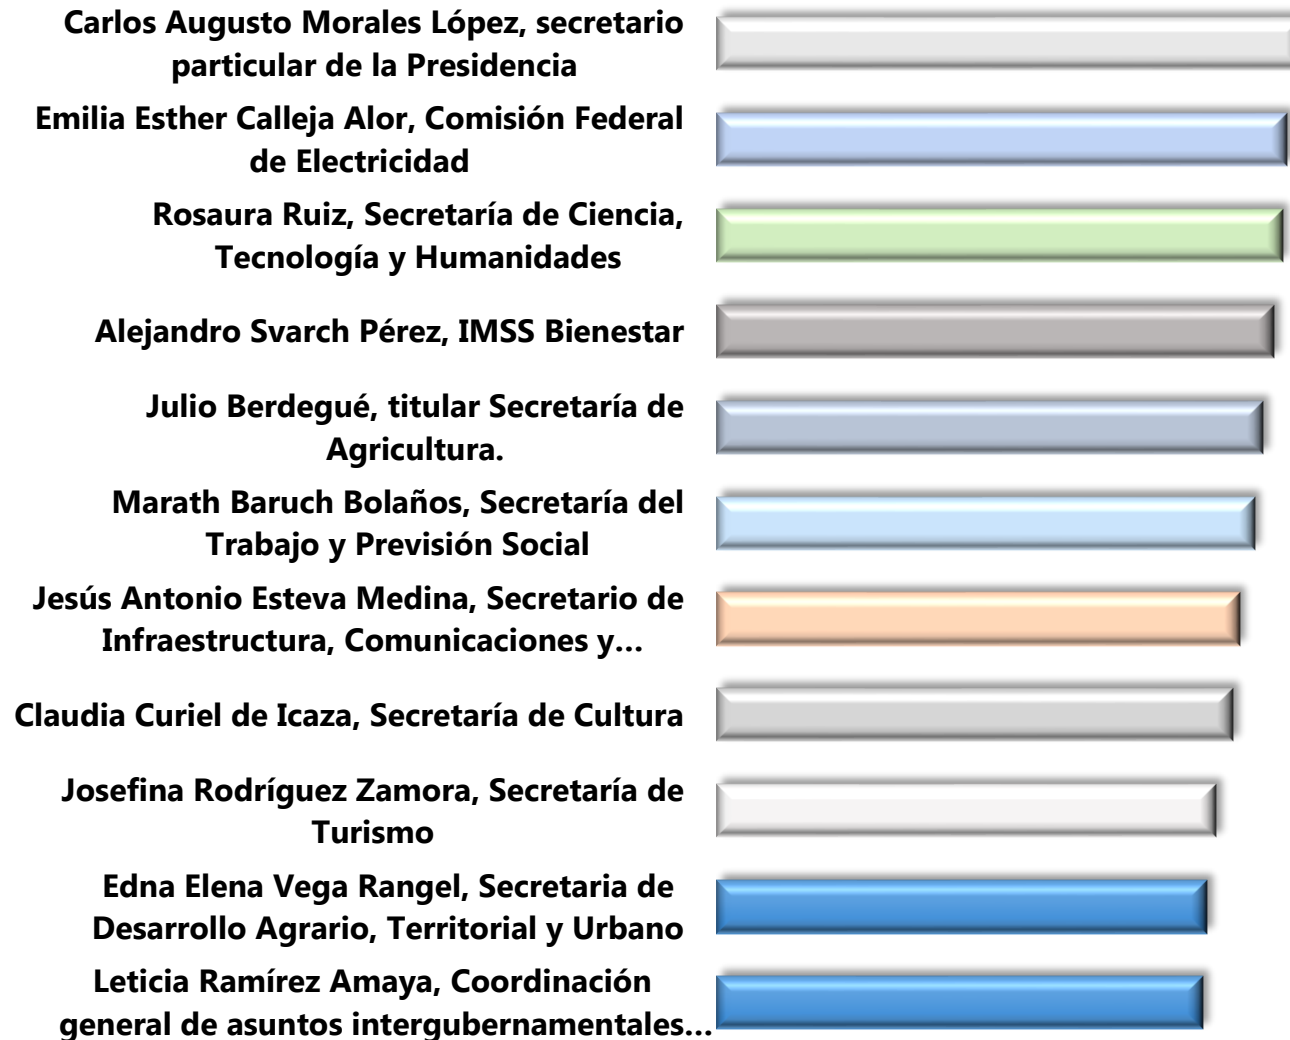 Carlos Augusto Morales López, secretario
particular de la Presidencia
Emilia Esther Calleja Alor, Comisión Federal
de Electricidad
Rosaura Ruiz, Secretaría de Ciencia,
Tecnología y Humanidades
Alejandro Svarch Pérez, IMSS Bienestar
Julio Berdegué, titular Secretaría de
Agricultura.
Marath Baruch Bolaños, Secretaría del
Trabajo y Previsión Social
Jesús Antonio Esteva Medina, Secretario de
Infraestructura, Comunicaciones y…
Claudia Curiel de Icaza, Secretaría de Cultura
Josefina Rodríguez Zamora, Secretaría de
Turismo
Edna Elena Vega Rangel, Secretaria de
Desarrollo Agrario, Territorial y Urbano
Leticia Ramírez Amaya, Coordinación
general de asuntos intergubernamentales…